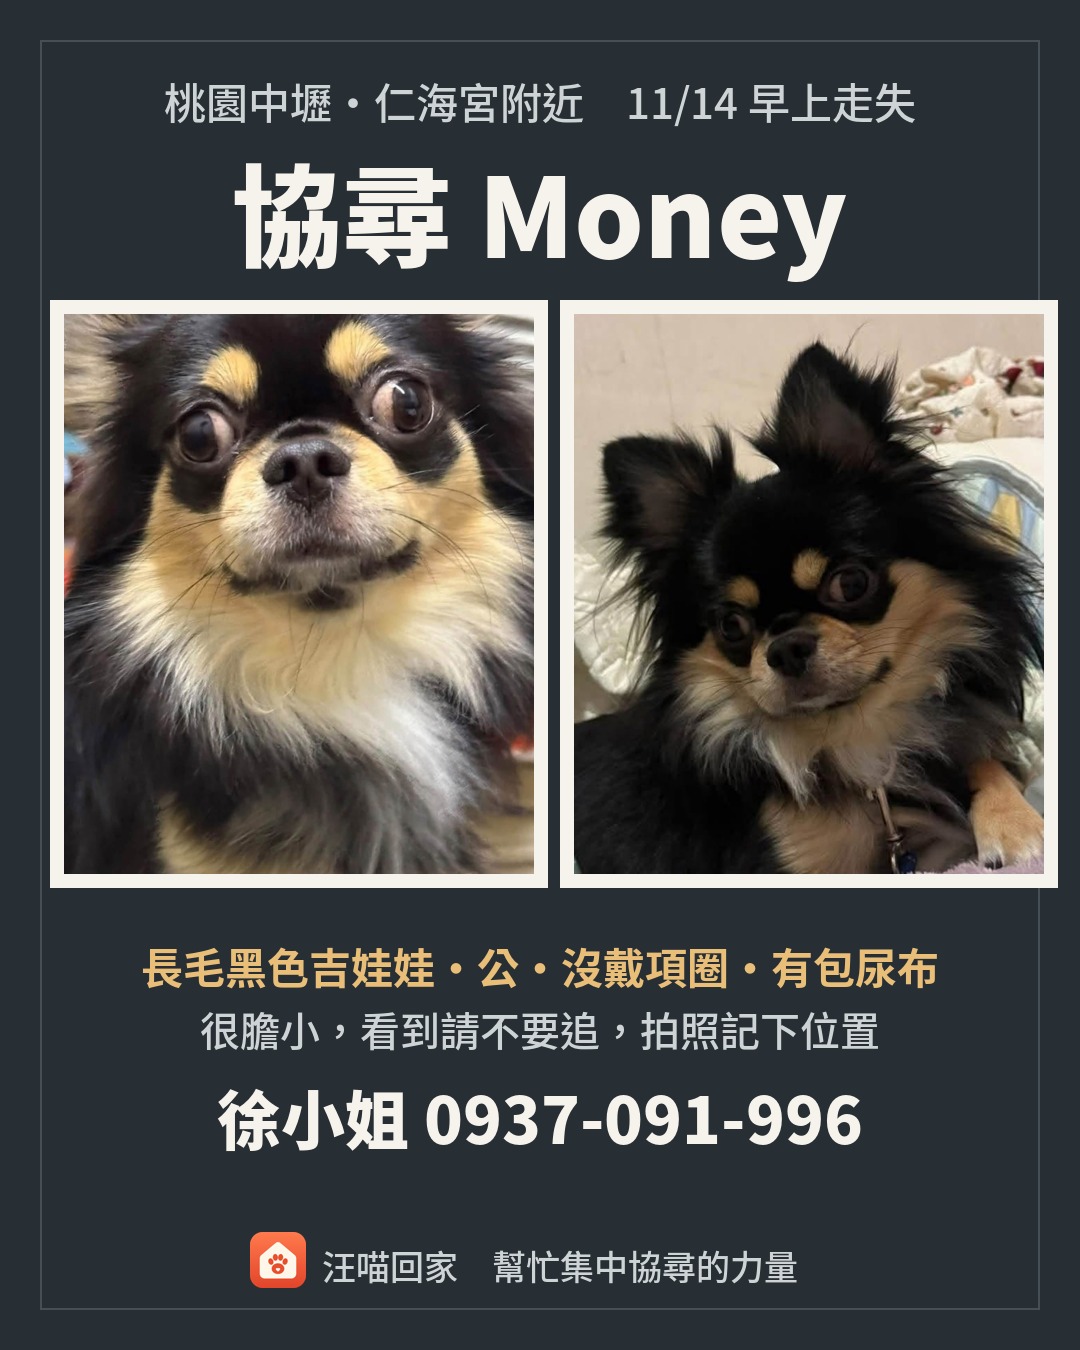 桃園中壢・仁海宮附近　11/14 早上走失
協尋 Money
長毛黑色吉娃娃・公・沒戴項圈・有包尿布
很膽小，看到請不要追，拍照記下位置
徐小姐 0937-091-996
汪喵回家　幫忙集中協尋的力量